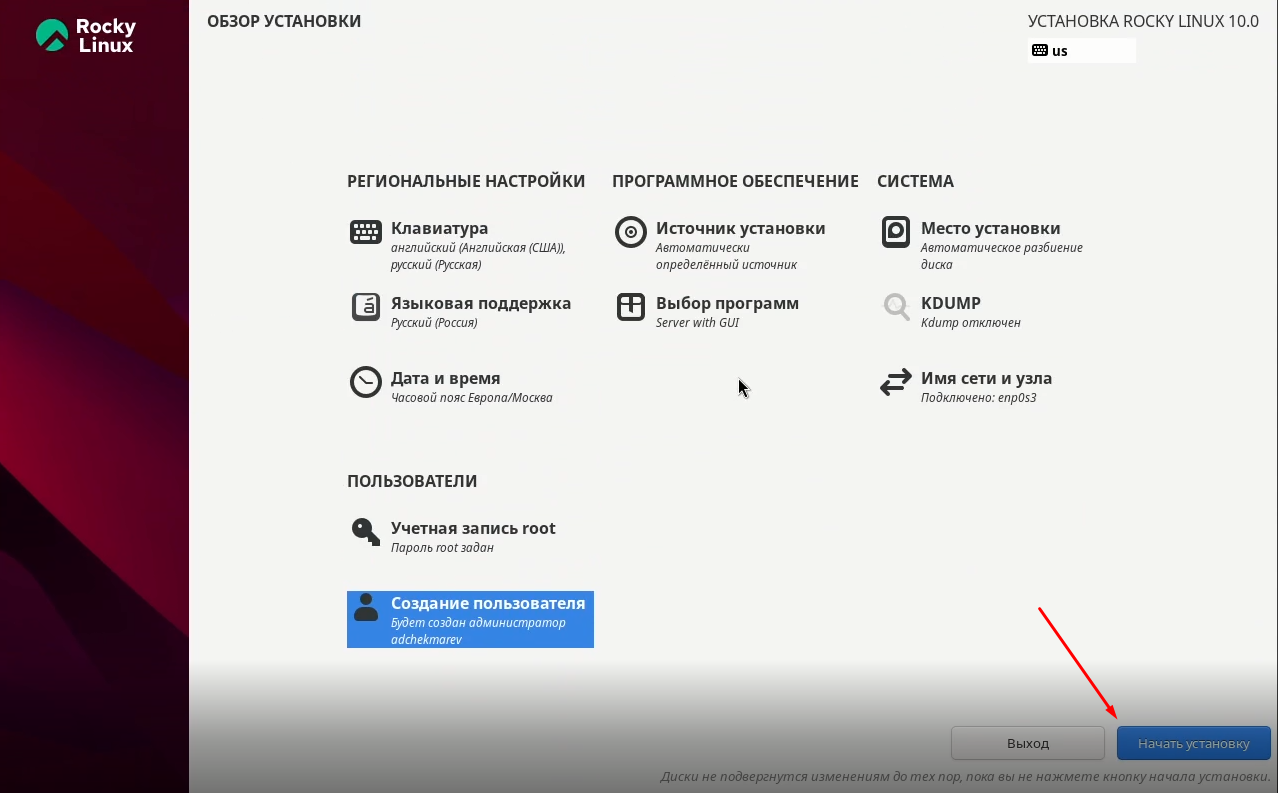 Rocky
Linux
ОБЗОР УСТАНОВКИ
УСТАНОВКА ROCKY LINUX 10.0
us
РЕГИОНАЛЬНЫЕ НАСТРОЙКИ
Клавиатура
английский (Английская (США)),
русский (Русская)
Языковая поддержка
Русский (Россия)
Дата и время
Часовой пояс Европа/Москва
ПРОГРАММНОЕ ОБЕСПЕЧЕНИЕ
Источник установки
Автоматически
определённый источник
Выбор программ
Server with GUI
СИСТЕМА
Место установки
Автоматическое разбиение
диска
KDUMP
Kdump отключен
Имя сети и узла
Подключено: enp0s3
ПОЛЬЗОВАТЕЛИ
Учетная запись root
Пароль root задан
Создание пользователя
Будет создан администратор
adchekmarev
Выход
Начать установку
Диски не подвергнутся изменениям до тех пор, пока вы не нажмете кнопку начала установки.